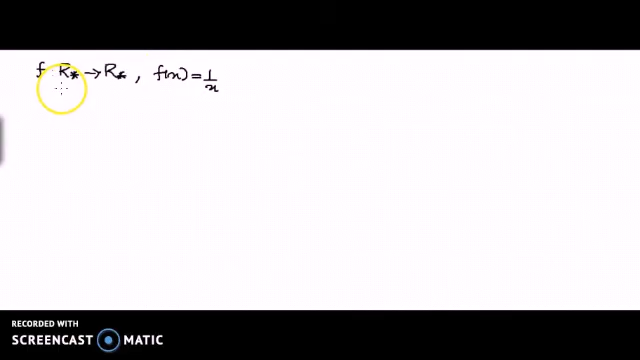 f R* → R*, f(x) = 1/x
RECORDED WITH
SCREENCAST MATIC